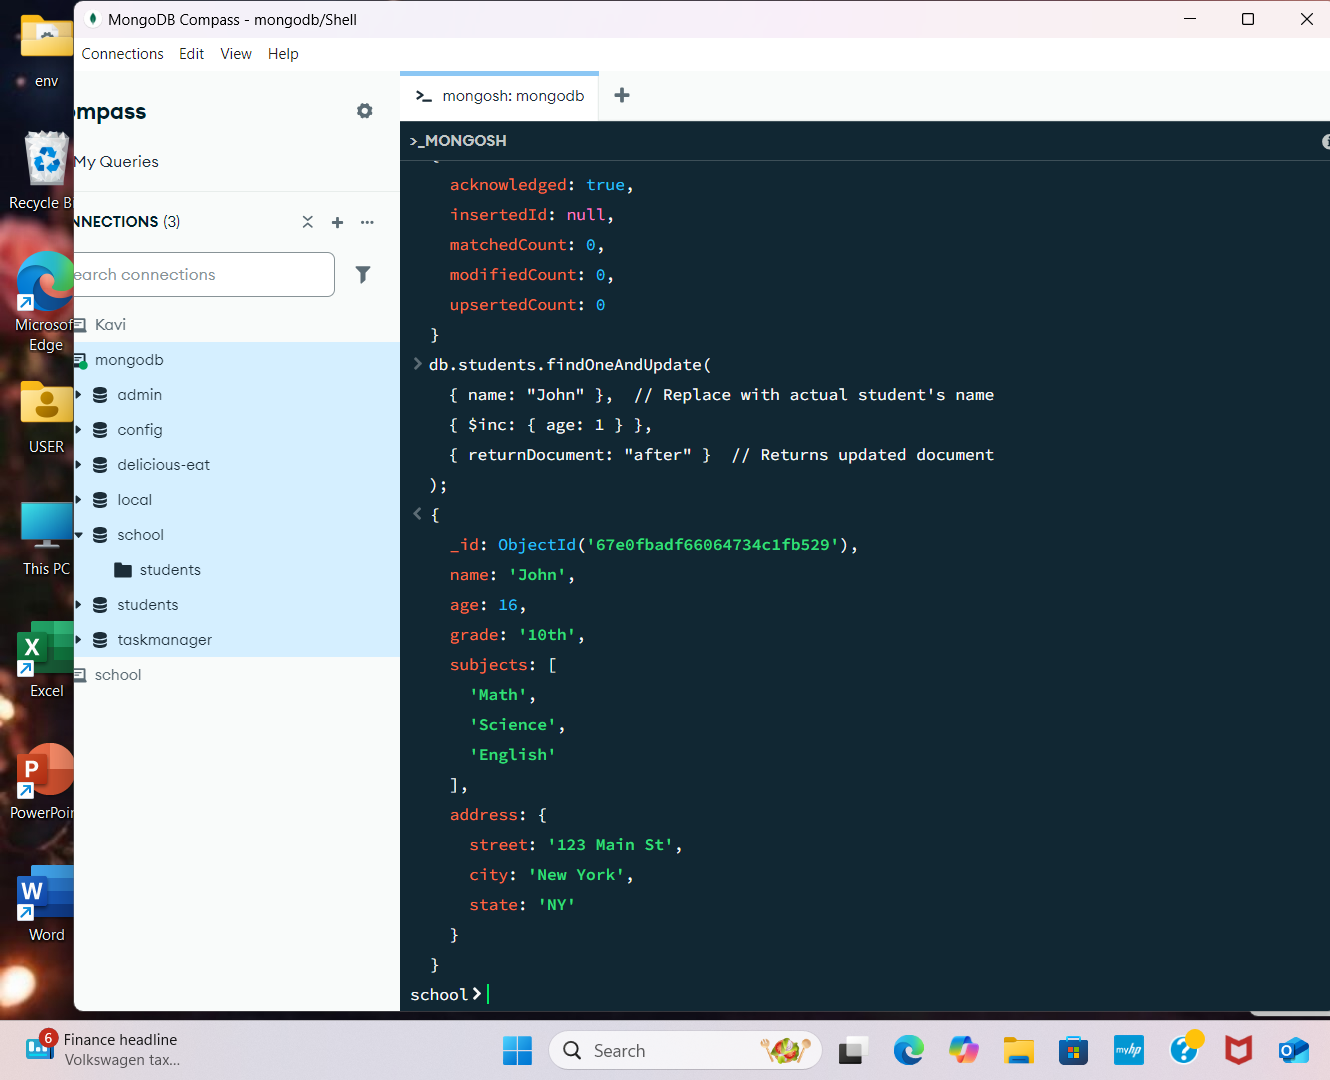 MongoDB Compass - mongodb/Shell
Connections Edit View Help
env
Recycle B
Microsof
Edge
USER
This PC
Excel
PowerPoin
Word
ompass
My Queries
NNECTIONS (3)
earch connections
Kavi
mongodb
admin
config
delicious-eat
local
school
students
students
taskmanager
school
>_ mongosh: mongodb +
>_MONGOSH
acknowledged: true,
insertedId: null,
matchedCount: 0,
modifiedCount: 0,
upsertedCount: 0
}
> db.students.findOneAndUpdate(
{ name: "John" }, // Replace with actual student's name
{ $inc: { age: 1 } },
{ returnDocument: "after" } // Returns updated document
);
< {
_id: ObjectId('67e0fbadf66064734c1fb529'),
name: 'John',
age: 16,
grade: '10th',
subjects: [
'Math',
'Science',
'English'
],
address: {
street: '123 Main St',
city: 'New York',
state: 'NY'
}
}
school>
6
Finance headline
Volkswagen tax...
Search
myhp